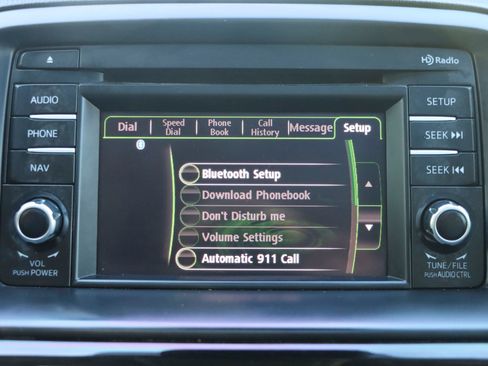 HD Radio
AUDIO
PHONE
NAV
VOL
PUSH POWER
Dial
Speed
Dial
Phone
Book
Call
History
Message
Setup
Bluetooth Setup
Download Phonebook
Don't Disturb me
Volume Settings
Automatic 911 Call
SETUP
SEEK
SEEK
TUNE/FILE
PUSH AUDIO CTRL